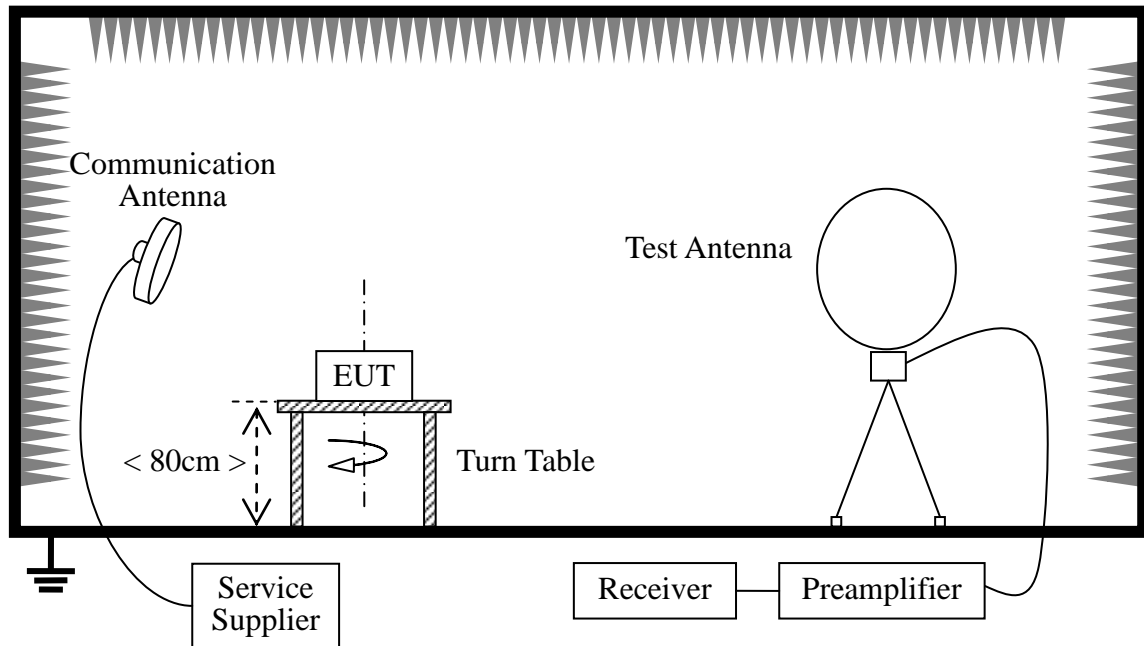 Communication
Antenna
Test Antenna
EUT
< 80cm >
Turn Table
Service
Supplier
Receiver
Preamplifier